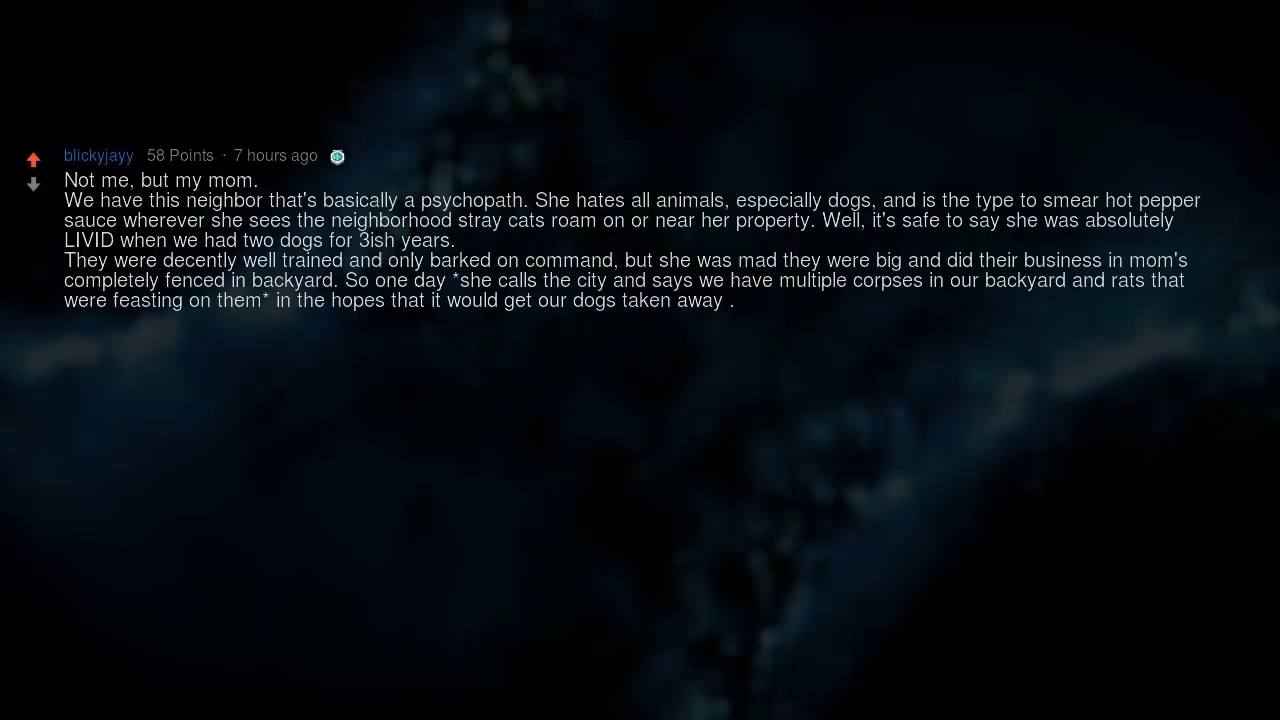 blickyjayy 58 Points · 7 hours ago
Not me, but my mom.
We have this neighbor that's basically a psychopath. She hates all animals, especially dogs, and is the type to smear hot pepper
sauce wherever she sees the neighborhood stray cats roam on or near her property. Well, it's safe to say she was absolutely
LIVID when we had two dogs for 3ish years.
They were decently well trained and only barked on command, but she was mad they were big and did their business in mom's
completely fenced in backyard. So one day *she calls the city and says we have multiple corpses in our backyard and rats that
were feasting on them* in the hopes that it would get our dogs taken away .